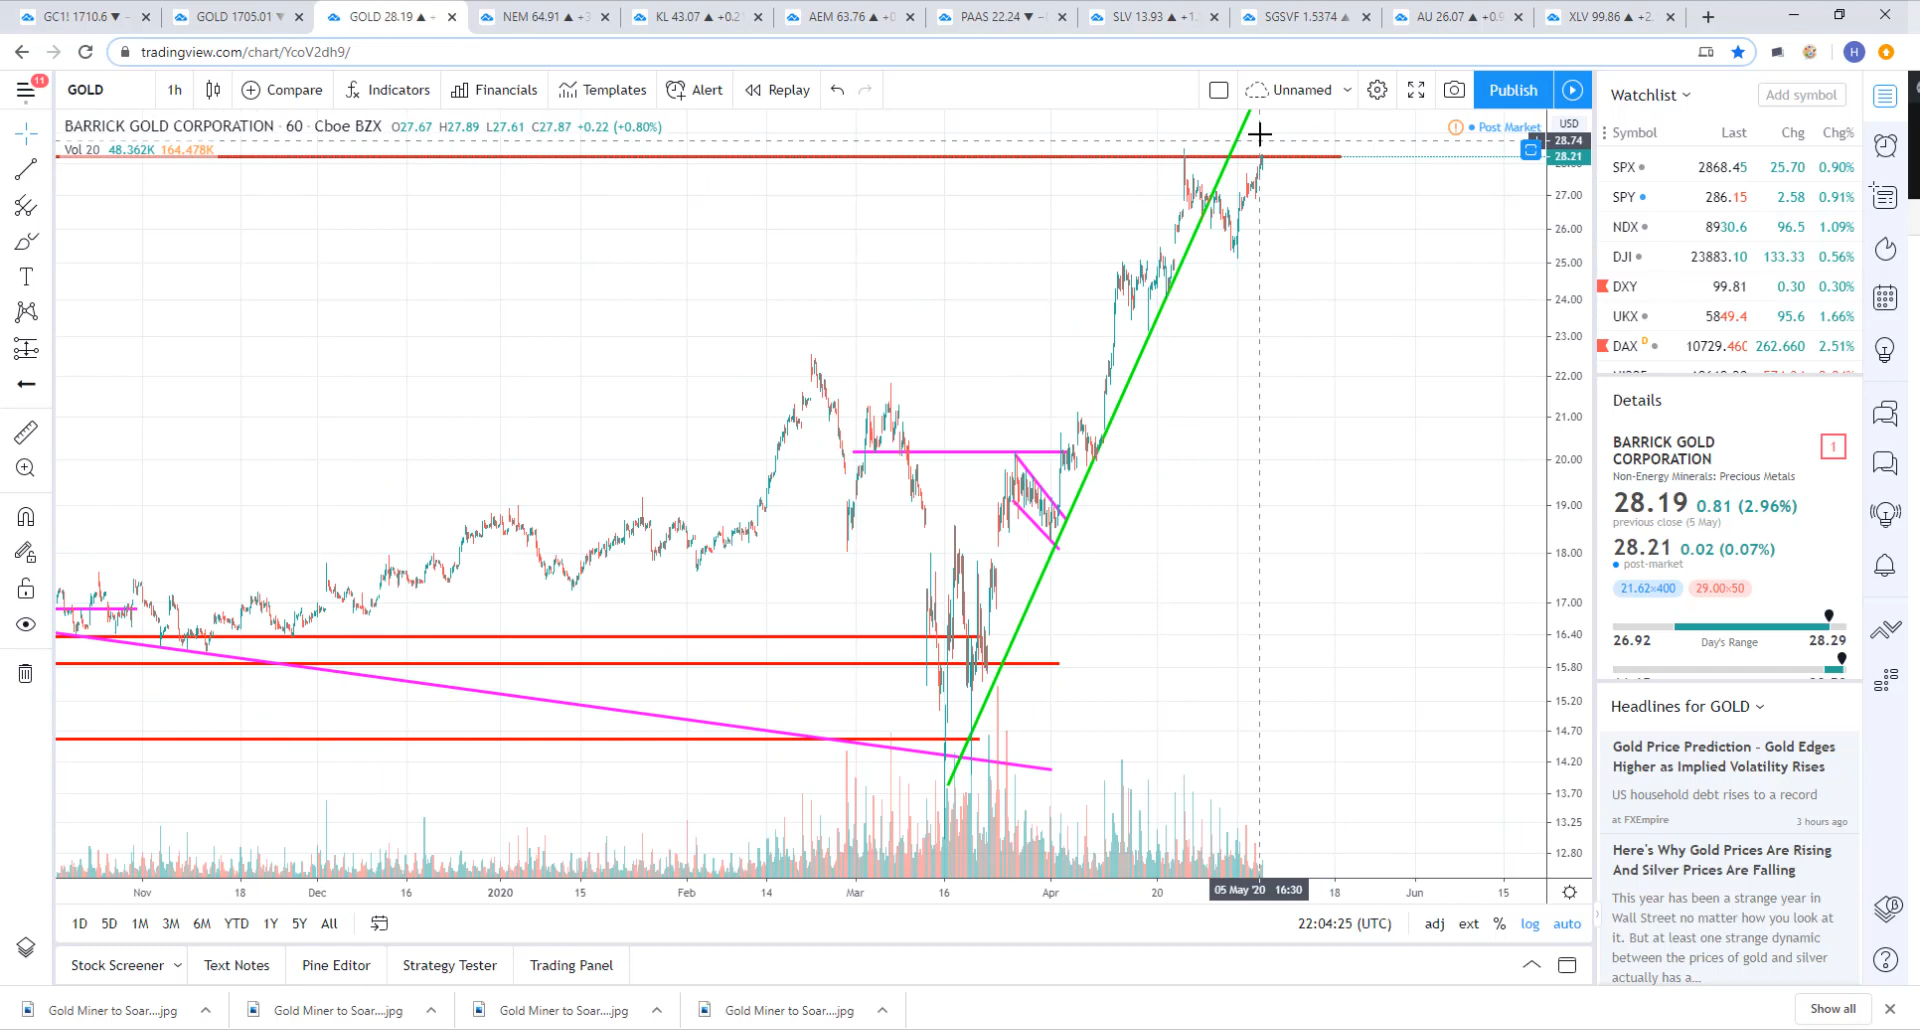 GC1! 1710.6 ▼ −
GOLD 1705.01 ▼
GOLD 28.19 ▲ +
NEM 64.91 ▲ +3
KL 43.07 ▲ +0.2
AEM 63.76 ▲ +0
PAAS 22.24 ▼ −
SLV 13.93 ▲ +1.
SGSVF 1.5374 ▲
AU 26.07 ▲ +0.9
XLV 99.86 ▲ +2.
tradingview.com/chart/YcoV2dh9/
H
11
GOLD 1h Compare Indicators Financials Templates Alert Replay Unnamed Publish
BARRICK GOLD CORPORATION · 60 · Cboe BZX O27.67 H27.89 L27.61 C27.87 +0.22 (+0.80%)
Vol 20 48.362K 164.478K
Post Market
USD
28.74
28.21
27.00
26.00
25.00
24.00
23.00
22.00
21.00
20.00
19.00
18.00
17.00
16.40
15.80
15.20
14.70
14.20
13.70
13.25
12.80
Nov 18 Dec 16 2020 15 Feb 14 Mar 16 Apr 20 05 May '20 16:30 18 Jun 15
1D 5D 1M 3M 6M YTD 1Y 5Y All
22:04:25 (UTC) adj ext % log auto
Stock Screener Text Notes Pine Editor Strategy Tester Trading Panel
Watchlist Add symbol
Symbol Last Chg Chg%
SPX 2868.45 25.70 0.90%
SPY 286.15 2.58 0.91%
NDX 8930.6 96.5 1.09%
DJI 23883.10 133.33 0.56%
DXY 99.81 0.30 0.30%
UKX 5849.4 95.6 1.66%
DAX D 10729.460 262.660 2.51%
Details
BARRICK GOLD
CORPORATION
1
Non-Energy Minerals: Precious Metals
28.19 0.81 (2.96%)
previous close (5 May)
28.21 0.02 (0.07%)
post-market
21.62×400 29.00×50
26.92 Day's Range 28.29
Headlines for GOLD
Gold Price Prediction - Gold Edges
Higher as Implied Volatility Rises
US household debt rises to a record
at FXEmpire 3 hours ago
Here's Why Gold Prices Are Rising
And Silver Prices Are Falling
This year has been a strange year in
Wall Street no matter how you look at
it. But at least one strange dynamic
between the prices of gold and silver
actually has a...
Gold Miner to Soar....jpg
Gold Miner to Soar....jpg
Gold Miner to Soar....jpg
Gold Miner to Soar....jpg
Show all